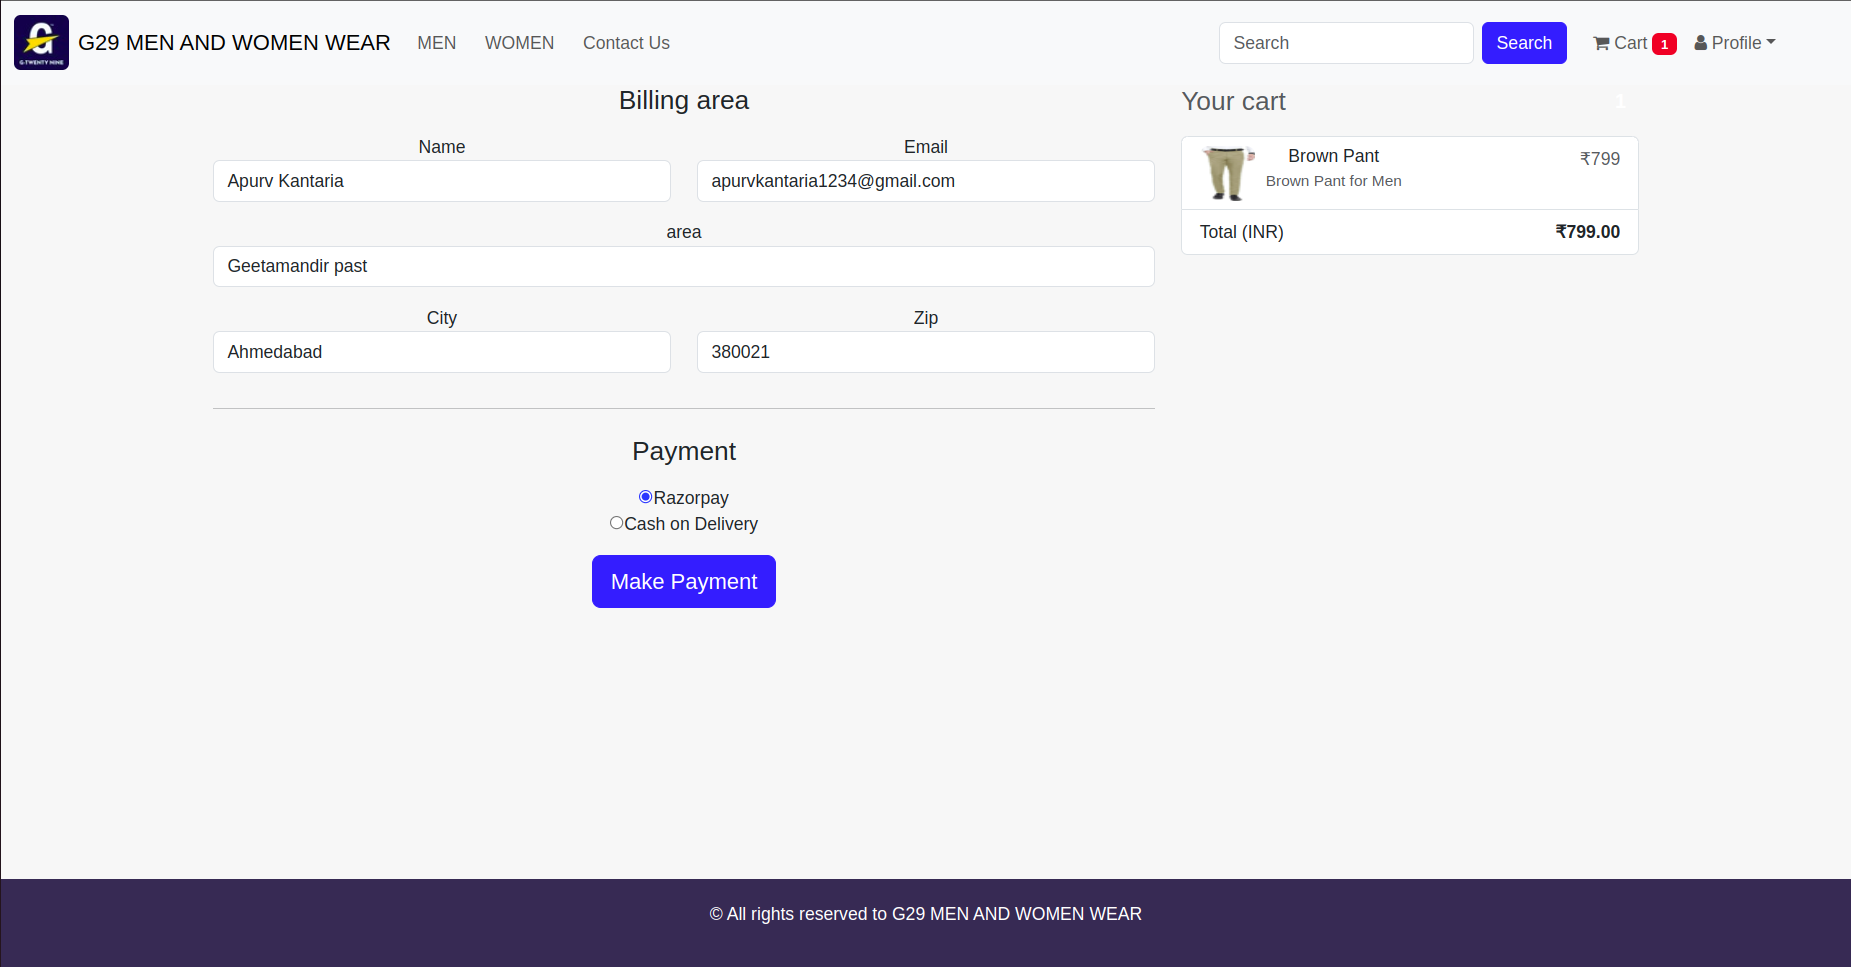 G-TWENTY NINE
G29 MEN AND WOMEN WEAR MEN WOMEN Contact Us Search Search Cart 1 Profile
Billing area
Name Email
Apurv Kantaria apurvkantaria1234@gmail.com
area
Geetamandir past
City Zip
Ahmedabad 380021
Payment
Razorpay
Cash on Delivery
Make Payment
Your cart 1
Brown Pant ₹799
Brown Pant for Men
Total (INR) ₹799.00
© All rights reserved to G29 MEN AND WOMEN WEAR